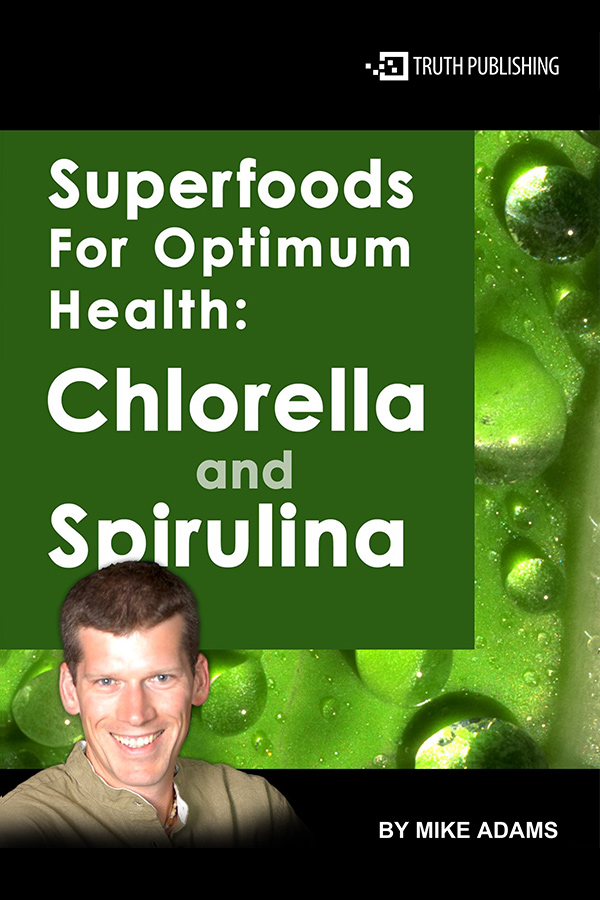 TRUTH PUBLISHING
Superfoods
For Optimum
Health:
Chlorella
and
Spirulina
BY MIKE ADAMS